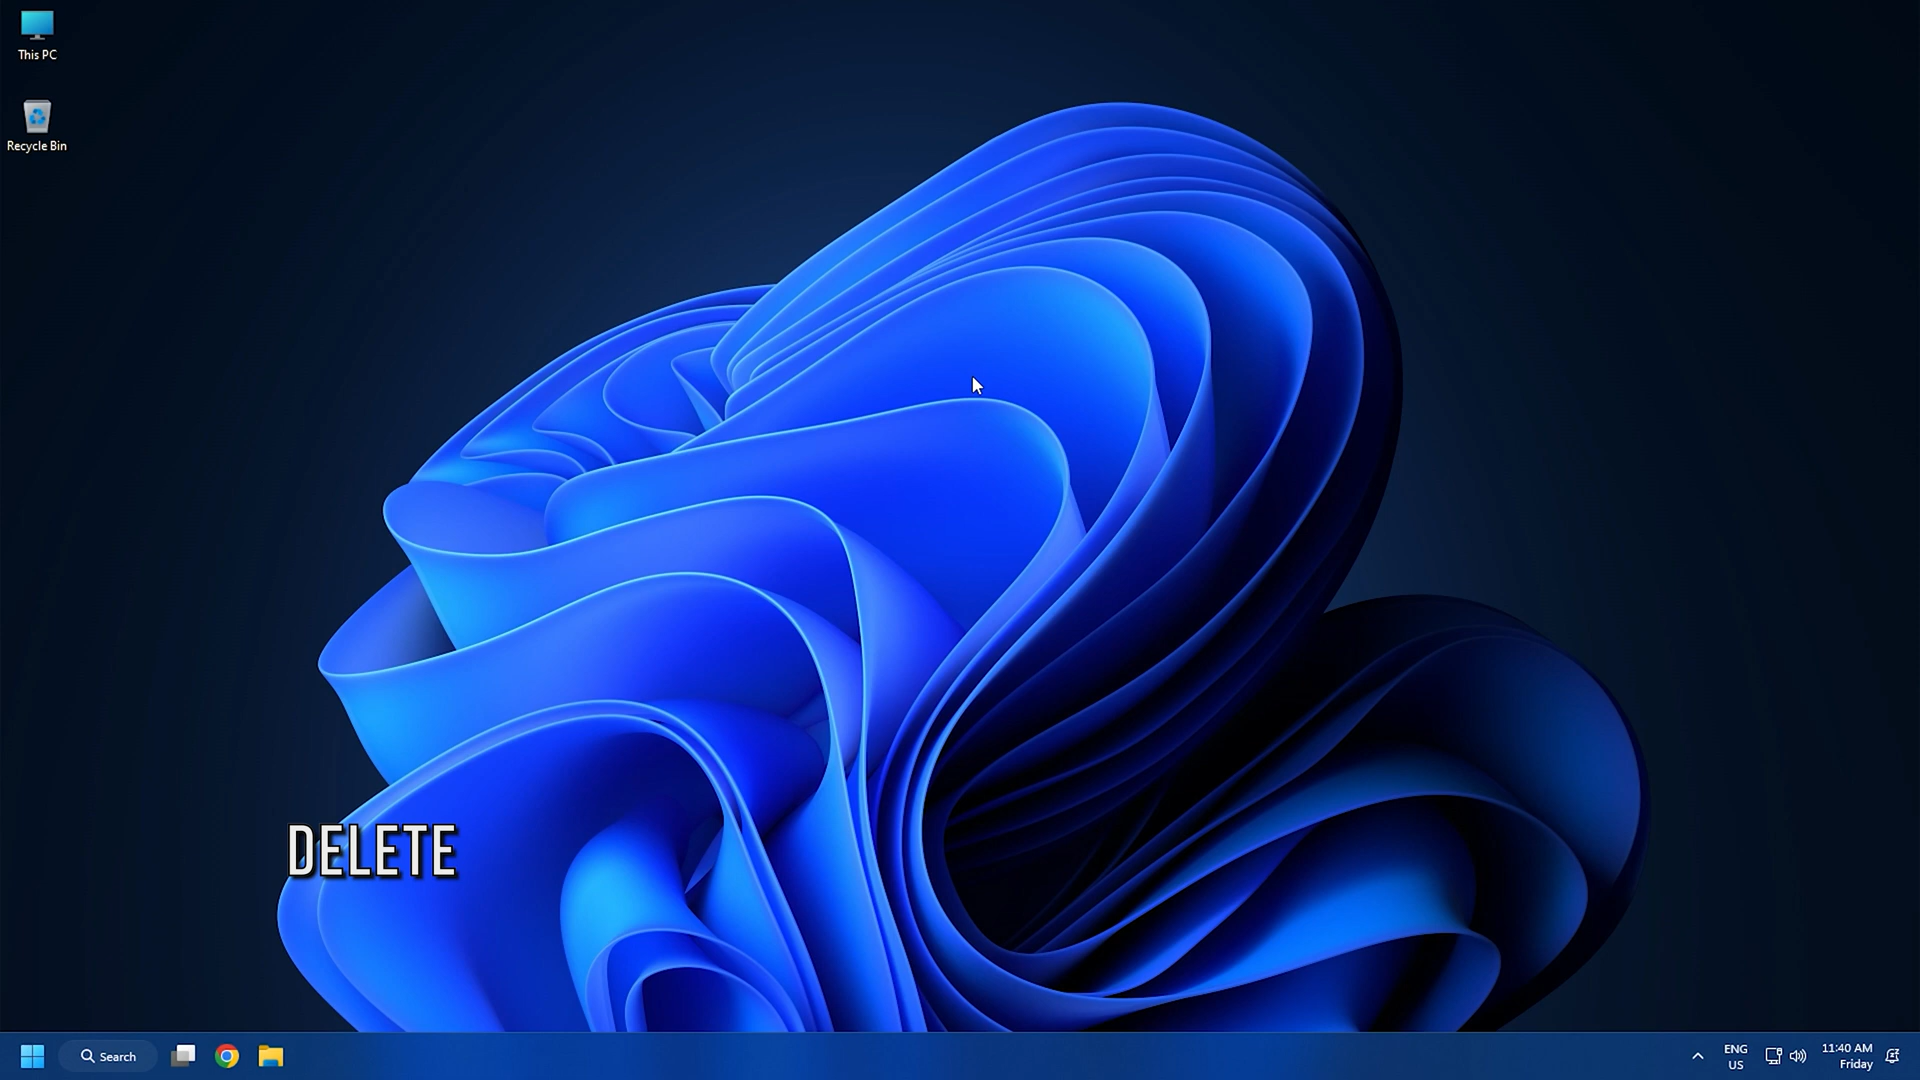 This PC
Recycle Bin
DELETE
Search
ENG
US
11:40 AM
Friday